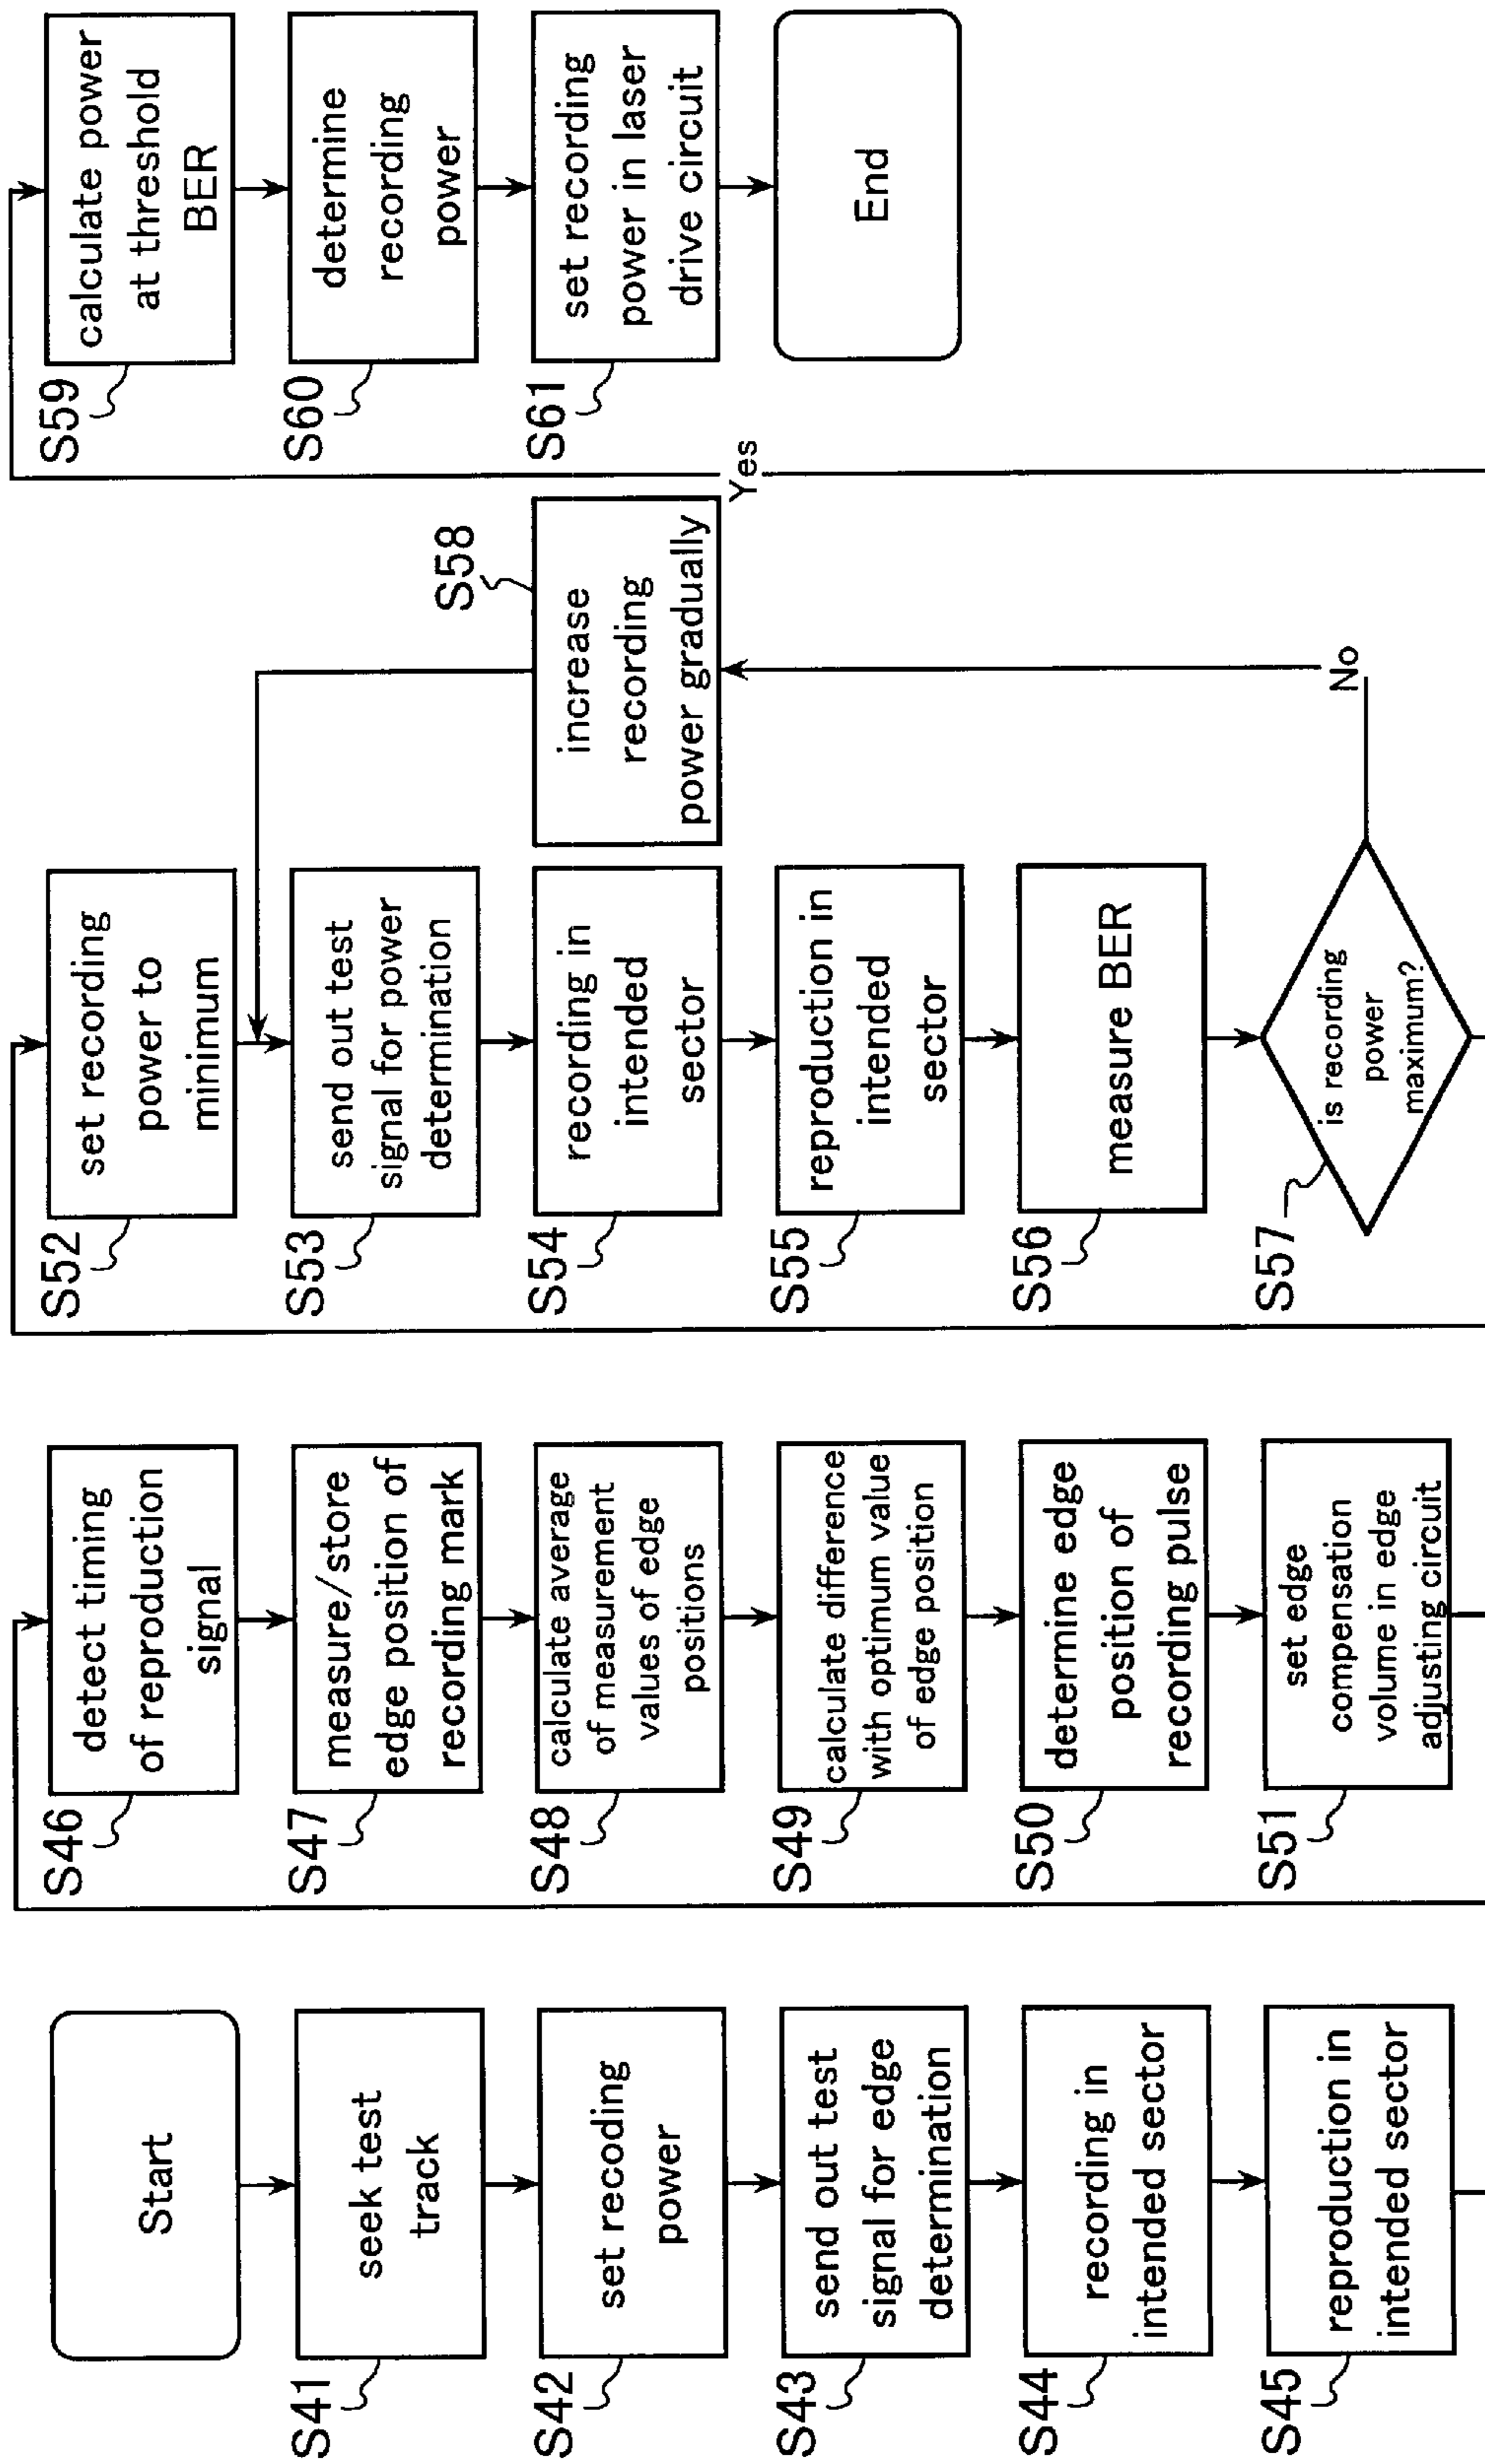 Start
S41
seek test
track
S42
set recoding
power
S43
send out test
signal for edge
determination
S44
recording in
intended sector
S45
reproduction in
intended sector
S46
detect timing
of reproduction
signal
S47
measure/store
edge position of
recording mark
S48
calculate average
of measurement
values of edge
positions
S49
calculate difference
with optimum value
of edge position
S50
determine edge
position of
recording pulse
S51
set edge
compensation
volume in edge
adjusting circuit
S52
set recording
power to
minimum
S53
send out test
signal for power
determination
S54
recording in
intended
sector
S55
reproduction in
intended
sector
S56
measure BER
S57
is recording
power
maximum?
No
Yes
S58
increase
recording
power gradually
S59
calculate power
at threshold
BER
S60
determine
recording
power
S61
set recording
power in laser
drive circuit
End